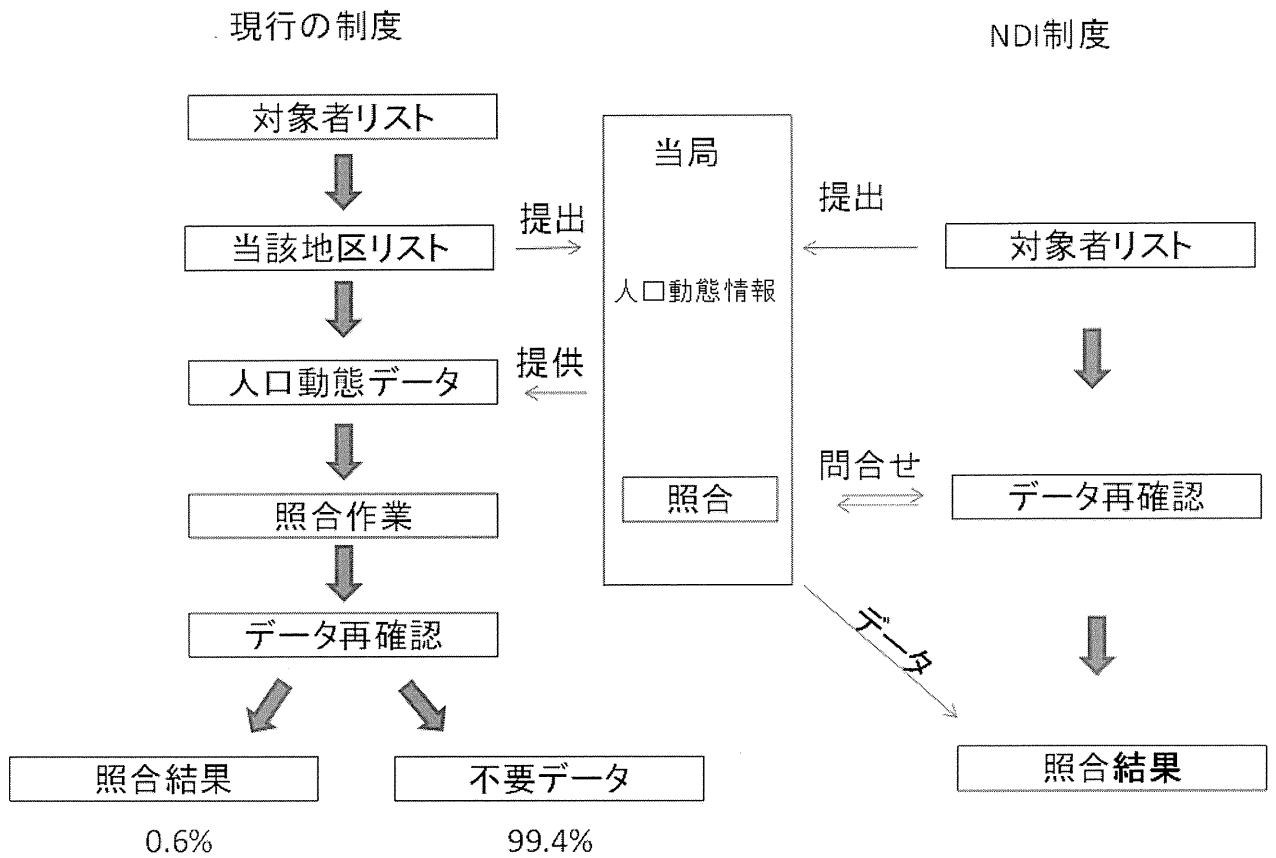 現行の制度
NDI制度
対象者リスト
当該地区リスト
人口動態データ
照合作業
データ再確認
照合結果
不要データ
0.6%
99.4%
提出
提供
当局
人口動態情報
照合
提出
問合せ
データ
対象者リスト
データ再確認
照合結果